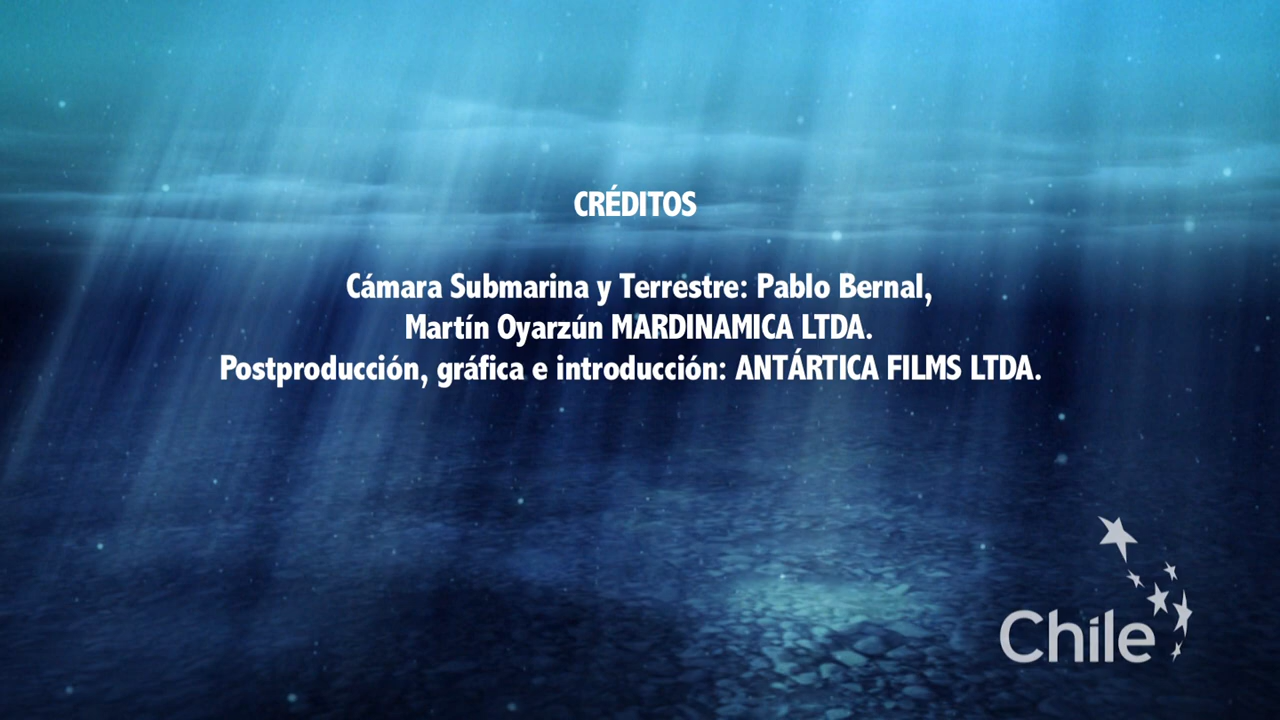 CRÉDITOS
Cámara Submarina y Terrestre: Pablo Bernal,
Martín Oyarzún MARDINAMICA LTDA.
Postproducción, gráfica e introducción: ANTÁRTICA FILMS LTDA.
Chile